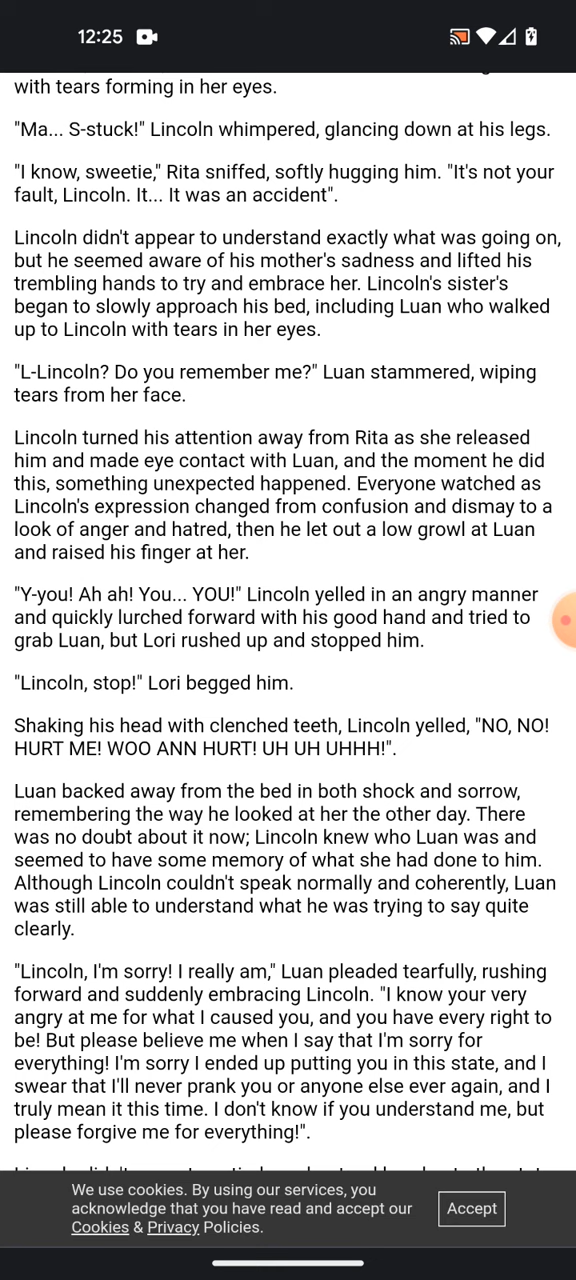 12:25
with tears forming in her eyes.
"Ma... S-stuck!" Lincoln whimpered, glancing down at his legs.
"I know, sweetie," Rita sniffed, softly hugging him. "It's not your
fault, Lincoln. It... It was an accident".
Lincoln didn't appear to understand exactly what was going on,
but he seemed aware of his mother's sadness and lifted his
trembling hands to try and embrace her. Lincoln's sister's
began to slowly approach his bed, including Luan who walked
up to Lincoln with tears in her eyes.
"L-Lincoln? Do you remember me?" Luan stammered, wiping
tears from her face.
Lincoln turned his attention away from Rita as she released
him and made eye contact with Luan, and the moment he did
this, something unexpected happened. Everyone watched as
Lincoln's expression changed from confusion and dismay to a
look of anger and hatred, then he let out a low growl at Luan
and raised his finger at her.
"Y-you! Ah ah! You... YOU!" Lincoln yelled in an angry manner
and quickly lurched forward with his good hand and tried to
grab Luan, but Lori rushed up and stopped him.
"Lincoln, stop!" Lori begged him.
Shaking his head with clenched teeth, Lincoln yelled, "NO, NO!
HURT ME! WOO ANN HURT! UH UH UHHH!".
Luan backed away from the bed in both shock and sorrow,
remembering the way he looked at her the other day. There
was no doubt about it now; Lincoln knew who Luan was and
seemed to have some memory of what she had done to him.
Although Lincoln couldn't speak normally and coherently, Luan
was still able to understand what he was trying to say quite
clearly.
"Lincoln, I'm sorry! I really am," Luan pleaded tearfully, rushing
forward and suddenly embracing Lincoln. "I know your very
angry at me for what I caused you, and you have every right to
be! But please believe me when I say that I'm sorry for
everything! I'm sorry I ended up putting you in this state, and I
swear that I'll never prank you or anyone else ever again, and I
truly mean it this time. I don't know if you understand me, but
please forgive me for everything!".
We use cookies. By using our services, you
acknowledge that you have read and accept our
Cookies & Privacy Policies.
Accept